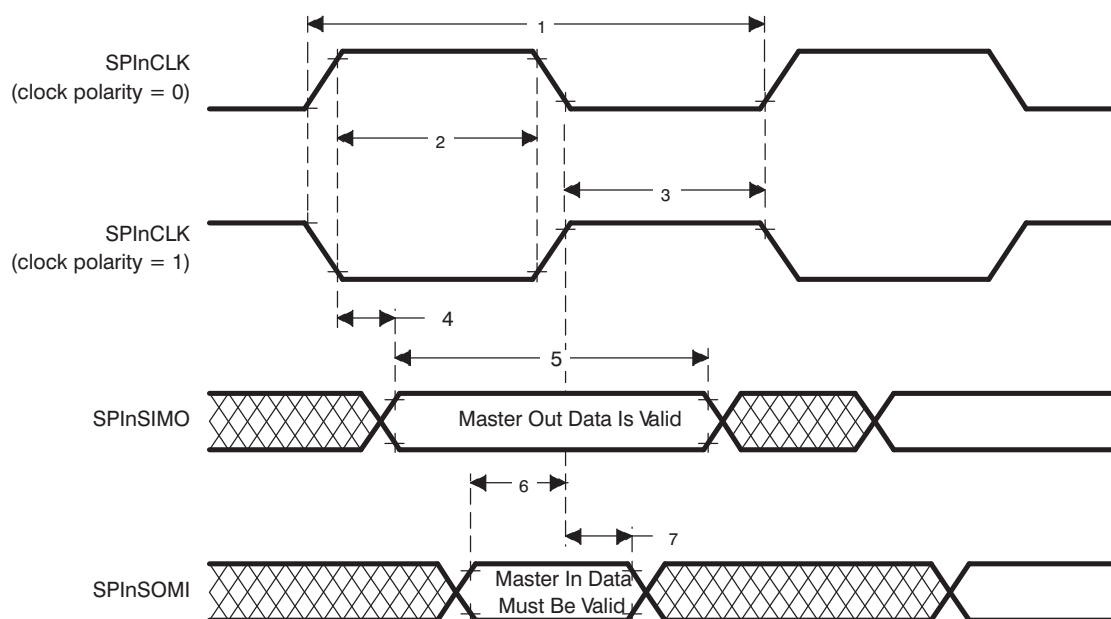 1
SPInCLK
(clock polarity = 0)
2
3
SPInCLK
(clock polarity = 1)
4
5
SPInSIMO
Master Out Data Is Valid
6
7
SPInSOMI
Master In Data
Must Be Valid